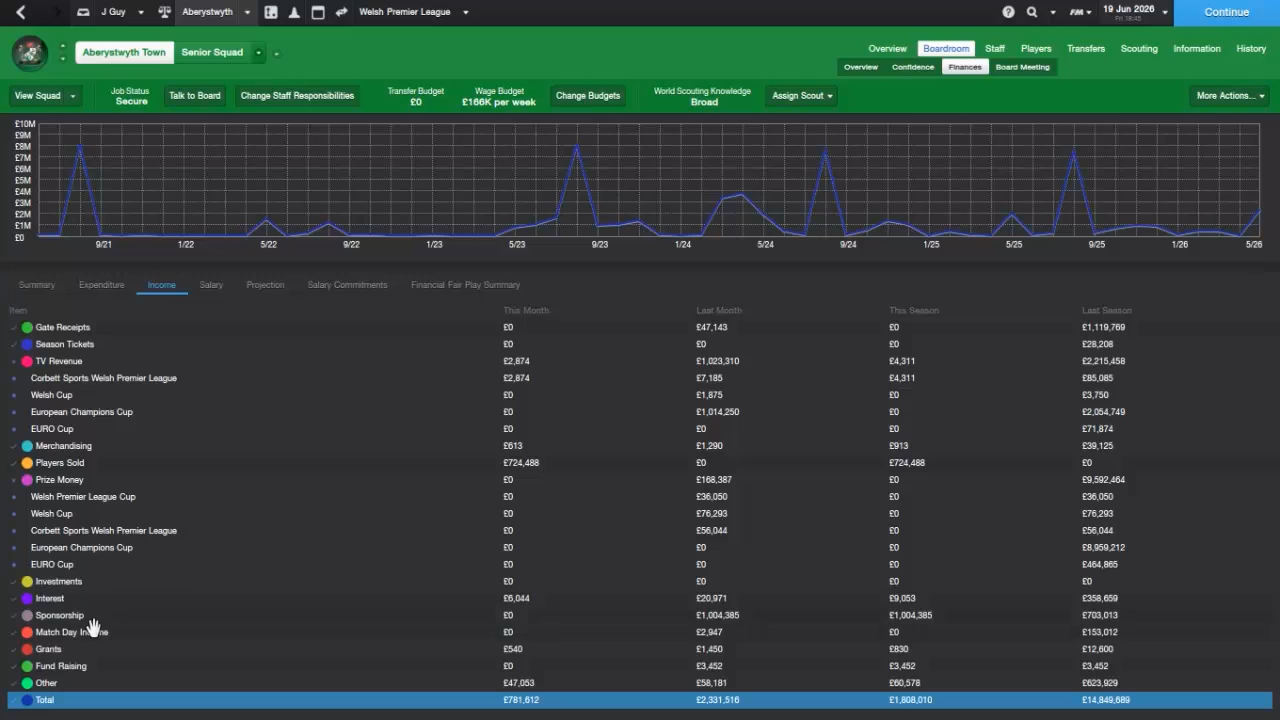 J Guy Aberystwyth Welsh Premier League FM 19 Jun 2026 Fri 18:45 Continue
Aberystwyth Town Senior Squad
Overview Boardroom Staff Players Transfers Scouting Information History
Overview Confidence Finances Board Meeting
View Squad Job Status Secure Talk to Board Change Staff Responsibilities Transfer Budget £0 Wage Budget £166K per week Change Budgets World Scouting Knowledge Broad Assign Scout More Actions...
£10M
£9M
£8M
£7M
£6M
£5M
£4M
£3M
£2M
£1M
£0
9/21 1/22 5/22 9/22 1/23 5/23 9/23 1/24 5/24 9/24 1/25 5/25 9/25 1/26 5/26
Summary Expenditure Income Salary Projection Salary Commitments Financial Fair Play Summary
Item This Month Last Month This Season Last Season
Gate Receipts £0 £47,143 £0 £1,119,769
Season Tickets £0 £0 £0 £28,208
TV Revenue £2,874 £1,023,310 £4,311 £2,215,458
Corbett Sports Welsh Premier League £2,874 £7,185 £4,311 £85,085
Welsh Cup £0 £1,875 £0 £3,750
European Champions Cup £0 £1,014,250 £0 £2,054,749
EURO Cup £0 £0 £0 £71,874
Merchandising £613 £1,290 £913 £39,125
Players Sold £724,488 £0 £724,488 £0
Prize Money £0 £168,387 £0 £9,592,464
Welsh Premier League Cup £0 £36,050 £0 £36,050
Welsh Cup £0 £76,293 £0 £76,293
Corbett Sports Welsh Premier League £0 £56,044 £0 £56,044
European Champions Cup £0 £0 £0 £8,959,212
EURO Cup £0 £0 £0 £464,865
Investments £0 £0 £0 £0
Interest £6,044 £20,971 £9,053 £358,659
Sponsorship £0 £1,004,385 £1,004,385 £703,013
Match Day £0 £2,947 £0 £153,012
Grants £540 £1,450 £830 £12,600
Fund Raising £0 £3,452 £3,452 £3,452
Other £47,053 £58,181 £60,578 £623,929
Total £781,612 £2,331,516 £1,808,010 £14,849,689